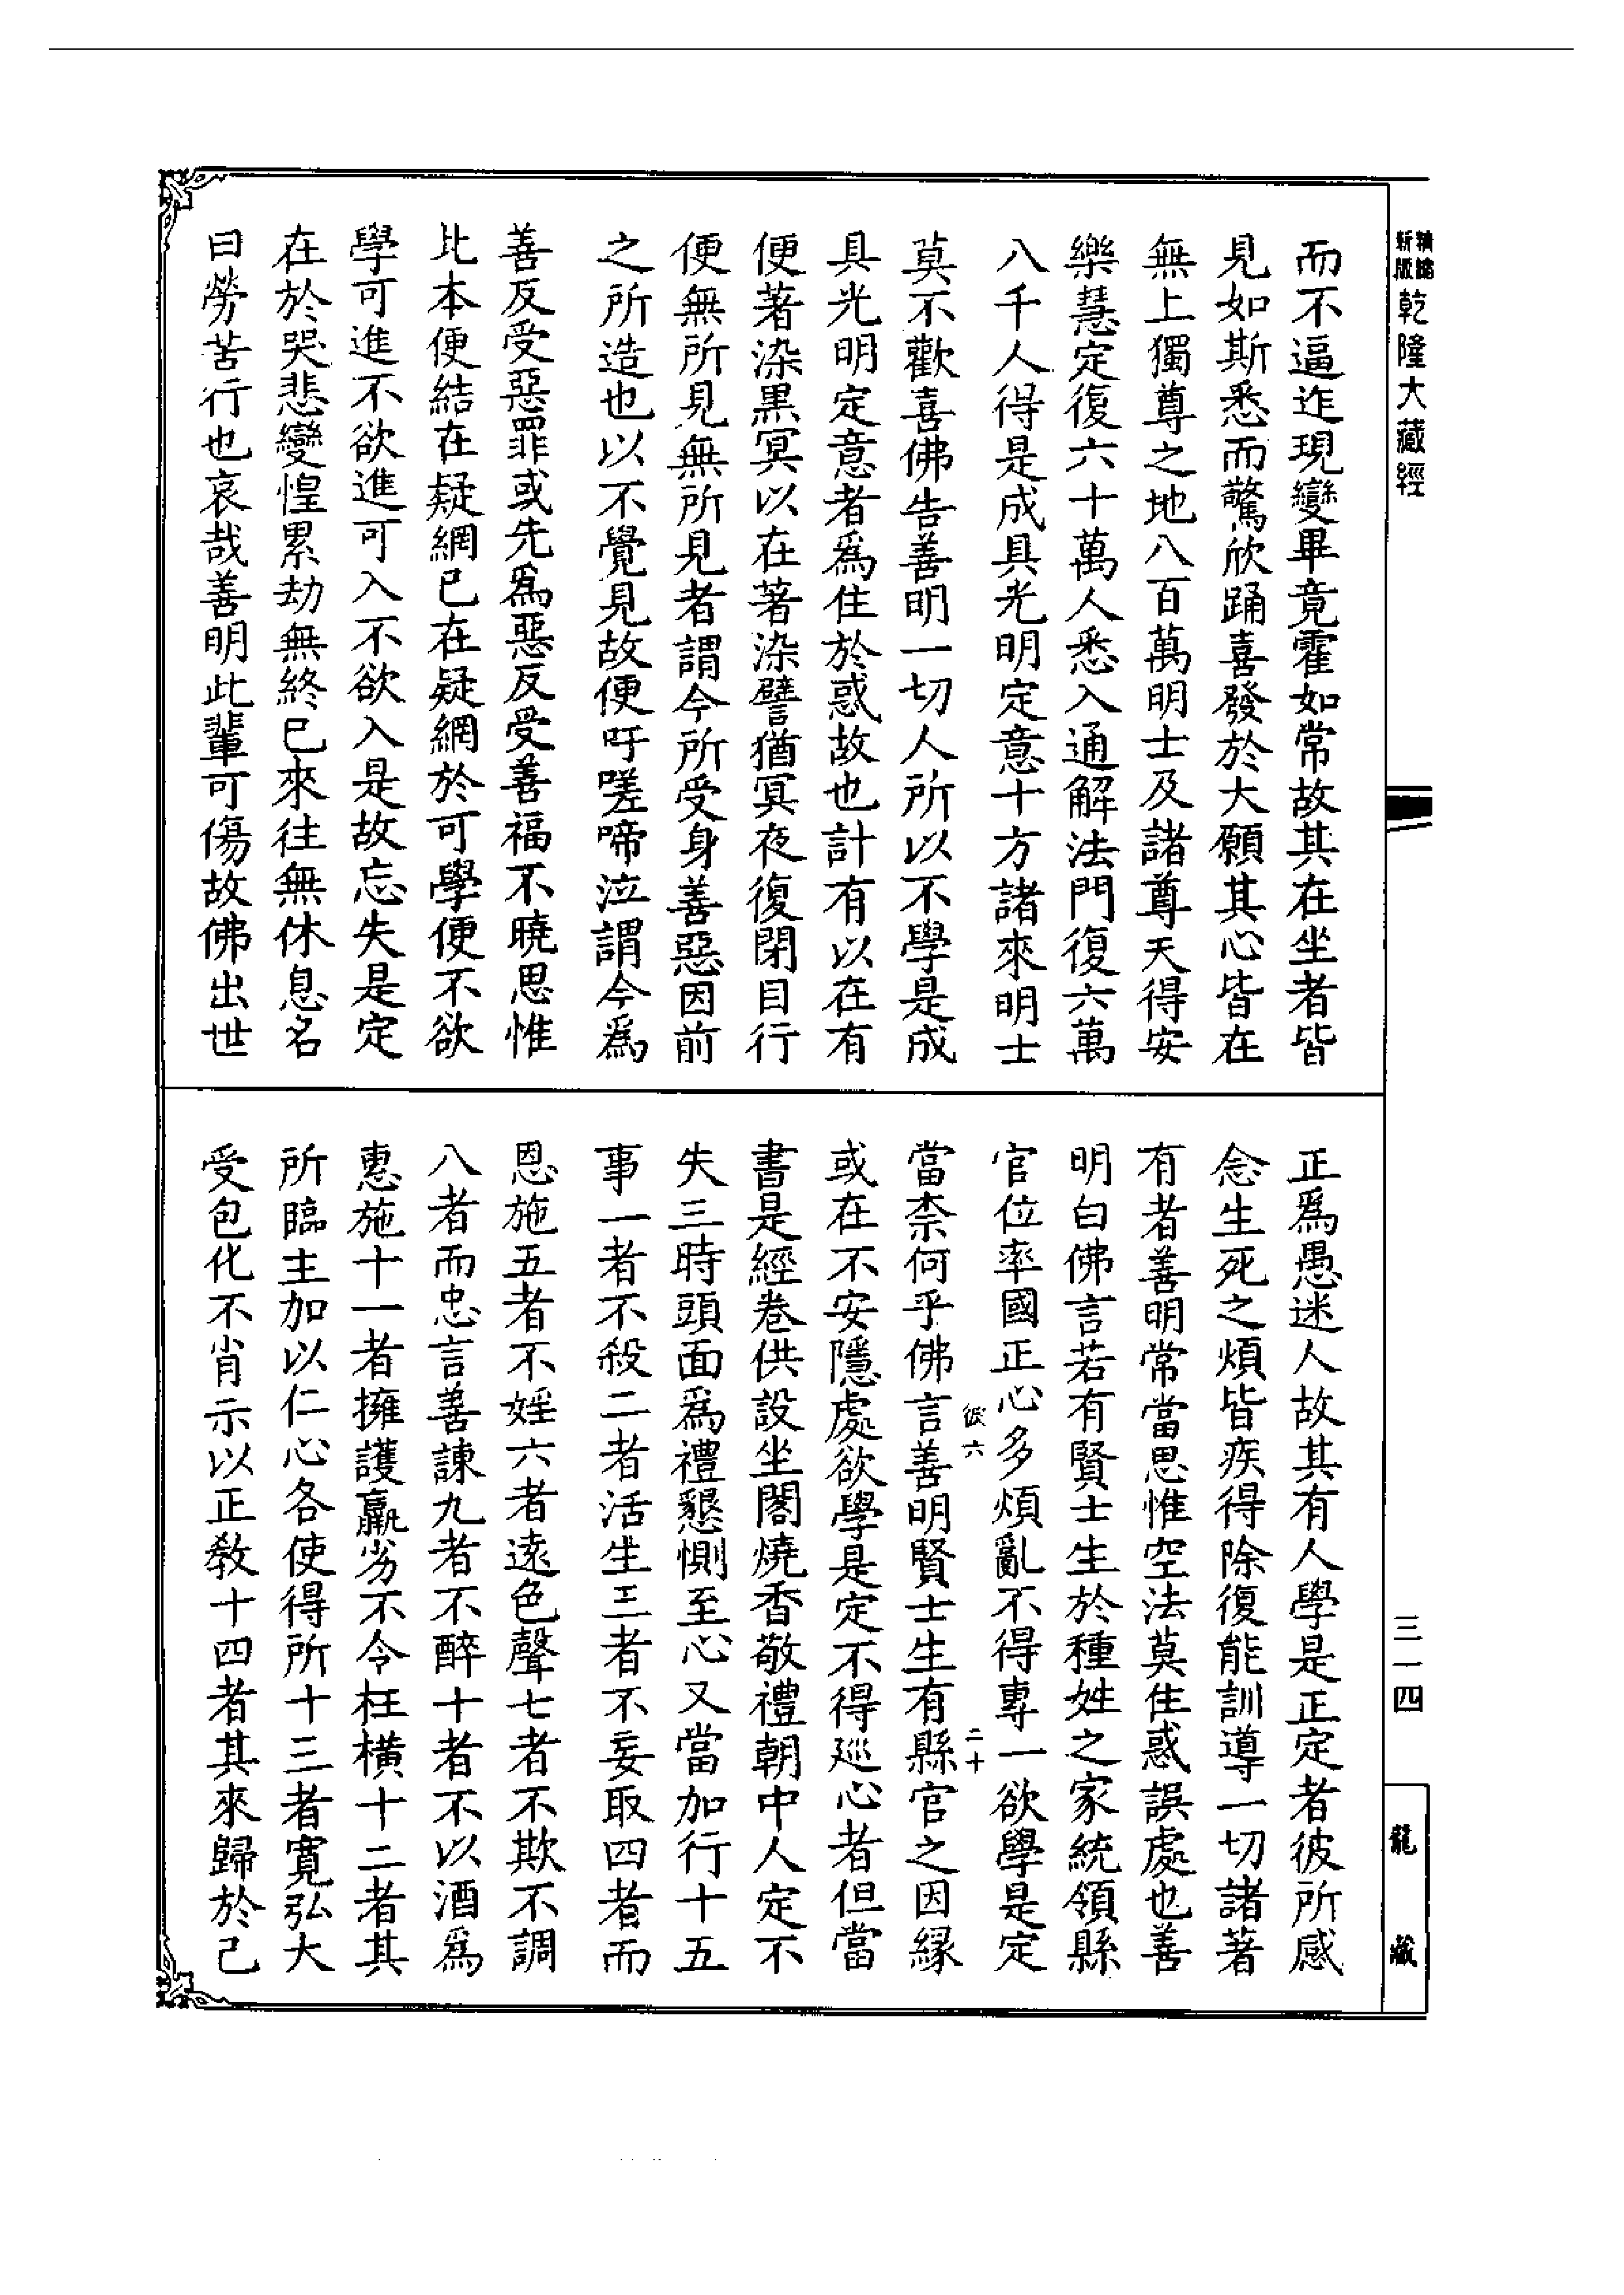 精縮
新版
乾隆大藏經
而不逼迮現變畢竟霍如常故其在坐者皆
見如斯悉而驚欣踊喜發於大願其心皆在
無上獨尊之地八百萬明士及諸尊天得安
樂慧定復六十萬人悉入通解法門復六萬
八千人得是成具光明定意十方諸來明士
莫不歡喜佛告善明一切人所以不學是成
具光明定意者爲住於惑故也計有以在有
便著染黑冥以在著染譬猶冥夜復閉目行
便無所見無所見者謂今所受身善惡因前
之所造也以不覺見故便吁嗟啼泣謂今爲
善反受惡罪或先爲惡反受善福不曉思惟
比本便結在疑網已在疑網於可學便不欲
學可進不欲進可入不欲入是故忘失是定
在於哭悲變惶累劫無終已來往無休息名
曰勞苦行也哀哉善明此輩可傷故佛出世
正爲愚迷人故其有人學是正定者彼所感
念生死之煩皆疾得除復能訓導一切諸著
有者善明常當思惟空法莫住惑誤處也善
明白佛言若有賢士生於種姓之家統領縣
官位率國正心多煩亂不得專一欲學是定
彼六
二十
當柰何乎佛言善明賢士生有縣官之因緣
或在不安隱處欲學是定不得𨒪心者但當
書是經卷供設坐閣燒香敬禮朝中人定不
失三時頭面爲禮懇惻至心又當加行十五
事一者不殺二者活生三者不妄取四者而
恩施五者不婬六者遠色聲七者不欺不調
八者而忠言善諫九者不醉十者不以酒爲
惠施十一者擁護羸劣不令枉橫十二者其
所臨主加以仁心各使得所十三者寬弘大
受包化不肖示以正教十四者其來歸於己
三一四
龍藏